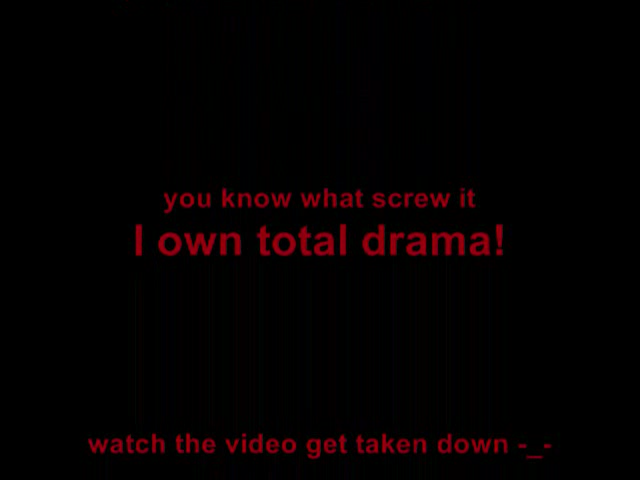 you know what screw it
I own total drama!
watch the video get taken down -_-